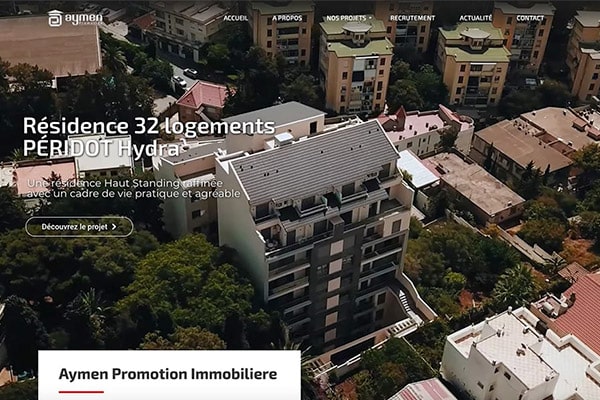 aymen
ACCUEIL
A PROPOS
NOS PROJETS
RECRUTEMENT
ACTUALITÉ
CONTACT
Résidence 32 logements
PÉRIDOT Hydra
Une résidence Haut Standing raffinée
avec un cadre de vie pratique et agréable
Découvrez le projet
Aymen Promotion Immobiliere